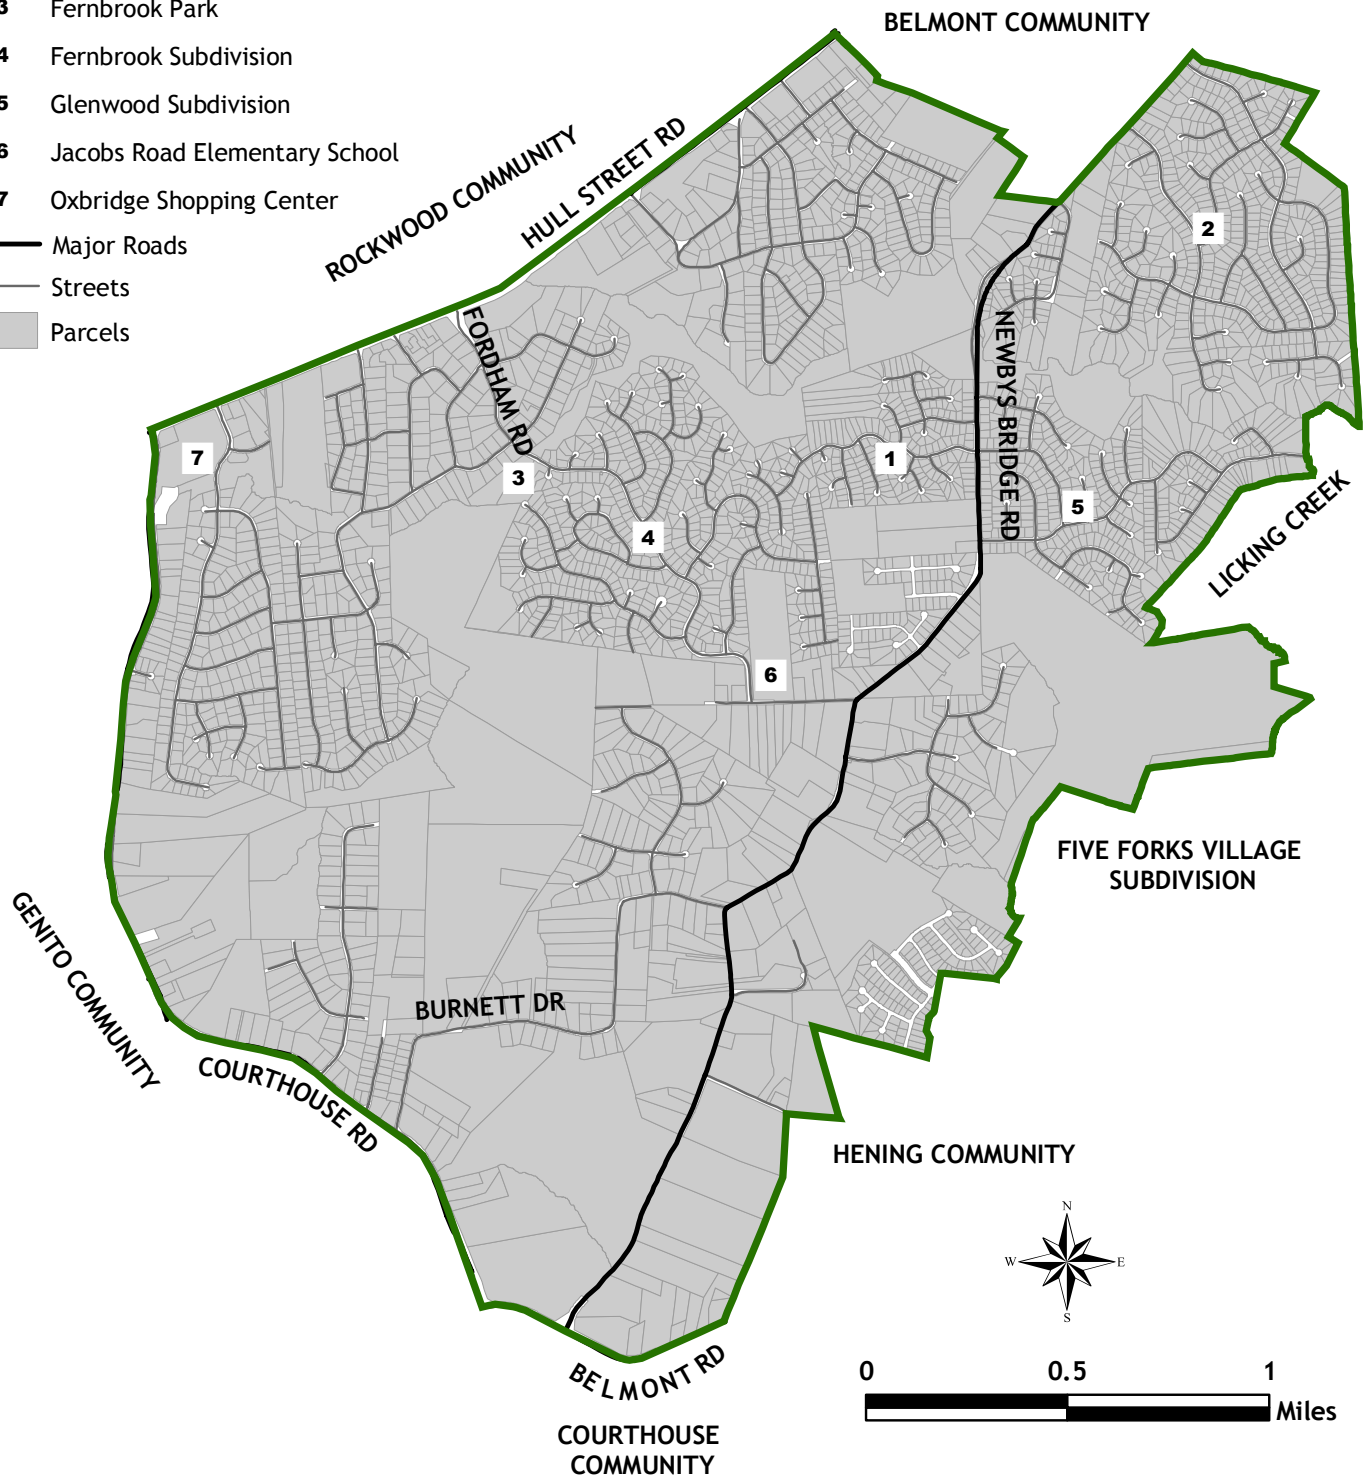 BELMONT COMMUNITY
3 Fernbrook Park
4 Fernbrook Subdivision
5 Glenwood Subdivision
6 Jacobs Road Elementary School
7 Oxbridge Shopping Center
Major Roads
Streets
Parcels
ROCKWOOD COMMUNITY
HULL STREET RD
FORDHAM RD
NEWBYS BRIDGE RD
2
7
3
1
4
5
6
LICKING CREEK
FIVE FORKS VILLAGE
SUBDIVISION
GENITO COMMUNITY
BURNETT DR
COURTHOUSE RD
HENING COMMUNITY
N
W
E
S
BELMONT RD
0 0.5 1
Miles
COURTHOUSE
COMMUNITY